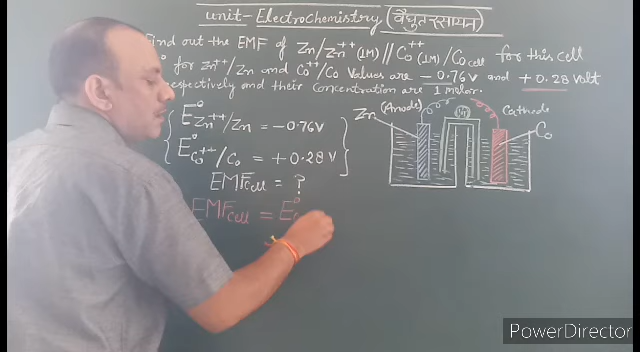 unit-Electrochemistry (वैधुत रसायन)
Find out the EMF of Zn/Zn⁺⁺(1M)//Co⁺⁺(1M)/Co cell for this cell
E° for Zn⁺⁺/Zn and Co⁺⁺/Co Values are -0.76V and +0.28 Volt
respectively and their Concentration are 1 molar.
E°Zn⁺⁺/Zn = -0.76V
E°Co⁺⁺/Co = +0.28V
EMFcell = ?
EMFcell = E°
Zn (Anode) Cathode
Co
PowerDirector